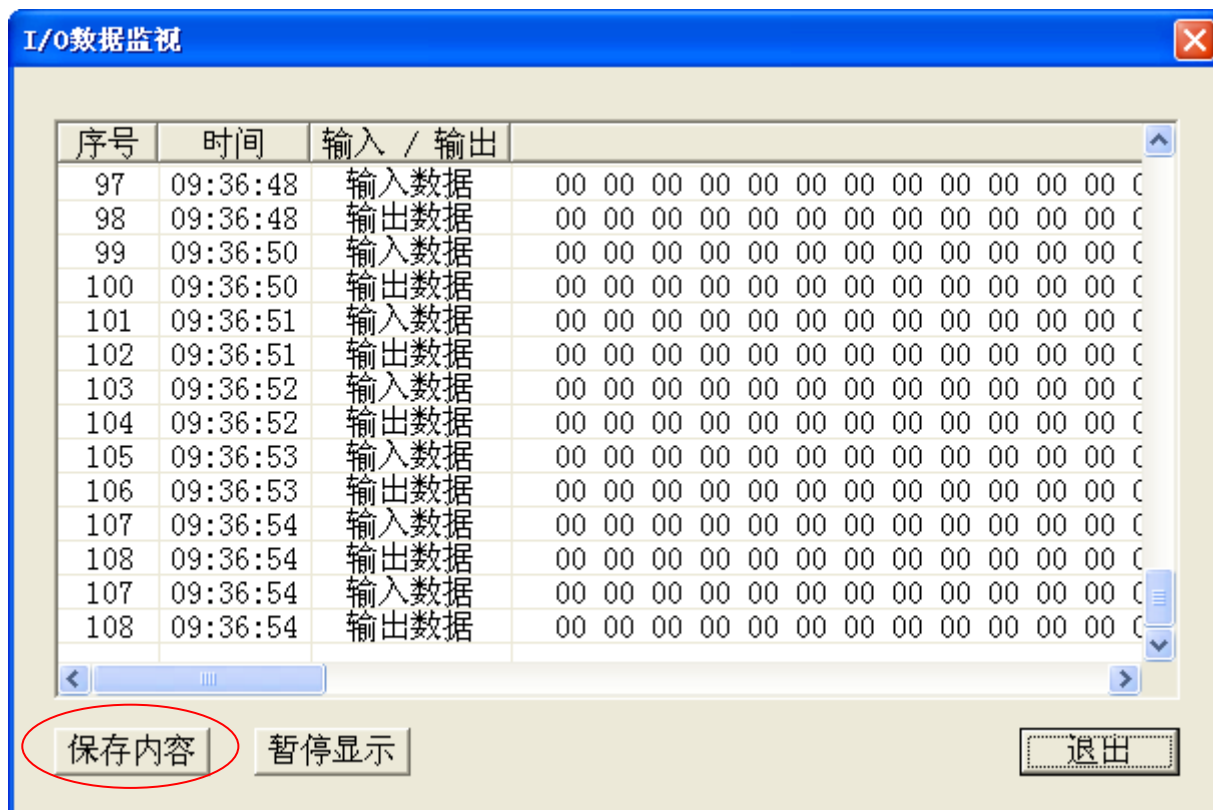 I/O数据监视
序号 时间 输入 / 输出
97 09:36:48 输入数据 00 00 00 00 00 00 00 00 00 00 00 00
98 09:36:48 输出数据 00 00 00 00 00 00 00 00 00 00 00 00
99 09:36:50 输入数据 00 00 00 00 00 00 00 00 00 00 00 00
100 09:36:50 输出数据 00 00 00 00 00 00 00 00 00 00 00 00
101 09:36:51 输入数据 00 00 00 00 00 00 00 00 00 00 00 00
102 09:36:51 输出数据 00 00 00 00 00 00 00 00 00 00 00 00
103 09:36:52 输入数据 00 00 00 00 00 00 00 00 00 00 00 00
104 09:36:52 输出数据 00 00 00 00 00 00 00 00 00 00 00 00
105 09:36:53 输入数据 00 00 00 00 00 00 00 00 00 00 00 00
106 09:36:53 输出数据 00 00 00 00 00 00 00 00 00 00 00 00
107 09:36:54 输入数据 00 00 00 00 00 00 00 00 00 00 00 00
108 09:36:54 输出数据 00 00 00 00 00 00 00 00 00 00 00 00
107 09:36:54 输入数据 00 00 00 00 00 00 00 00 00 00 00 00
108 09:36:54 输出数据 00 00 00 00 00 00 00 00 00 00 00 00
保存内容 暂停显示 退出